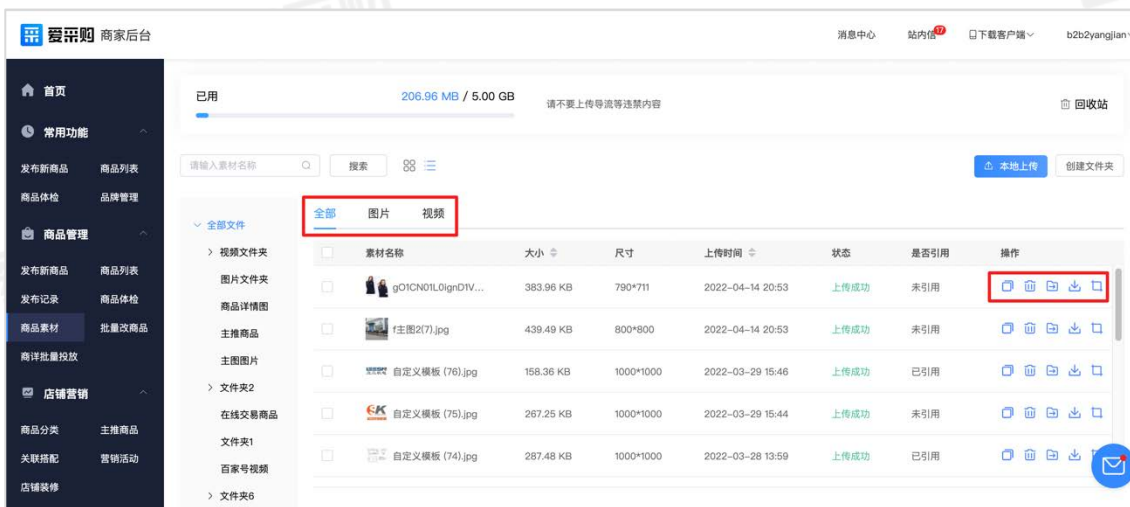 爱采购 商家后台
消息中心 站内信 17 下载客户端 b2b2yangjian
首页
常用功能
发布新商品 商品列表
商品体检 品牌管理
商品管理
发布新商品 商品列表
发布记录 商品体检
商品素材 批量改商品
商详批量投放
店铺营销
商品分类 主推商品
关联搭配 营销活动
店铺装修
已用 206.96 MB / 5.00 GB 请不要上传导流等违禁内容 回收站
请输入素材名称 搜索 本地上传 创建文件夹
全部文件
视频文件夹
图片文件夹
商品详情图
主推商品
主图图片
文件夹2
在线交易商品
文件夹1
百家号视频
文件夹6
全部 图片 视频
素材名称 大小 尺寸 上传时间 状态 是否引用 操作
gO1CN01L0ignD1V... 383.96 KB 790*711 2022-04-14 20:53 上传成功 未引用
f主图2(7).jpg 439.49 KB 800*800 2022-04-14 20:53 上传成功 未引用
自定义模板 (76).jpg 158.36 KB 1000*1000 2022-03-29 15:46 上传成功 已引用
自定义模板 (75).jpg 267.25 KB 1000*1000 2022-03-29 15:44 上传成功 未引用
自定义模板 (74).jpg 287.48 KB 1000*1000 2022-03-28 13:59 上传成功 已引用